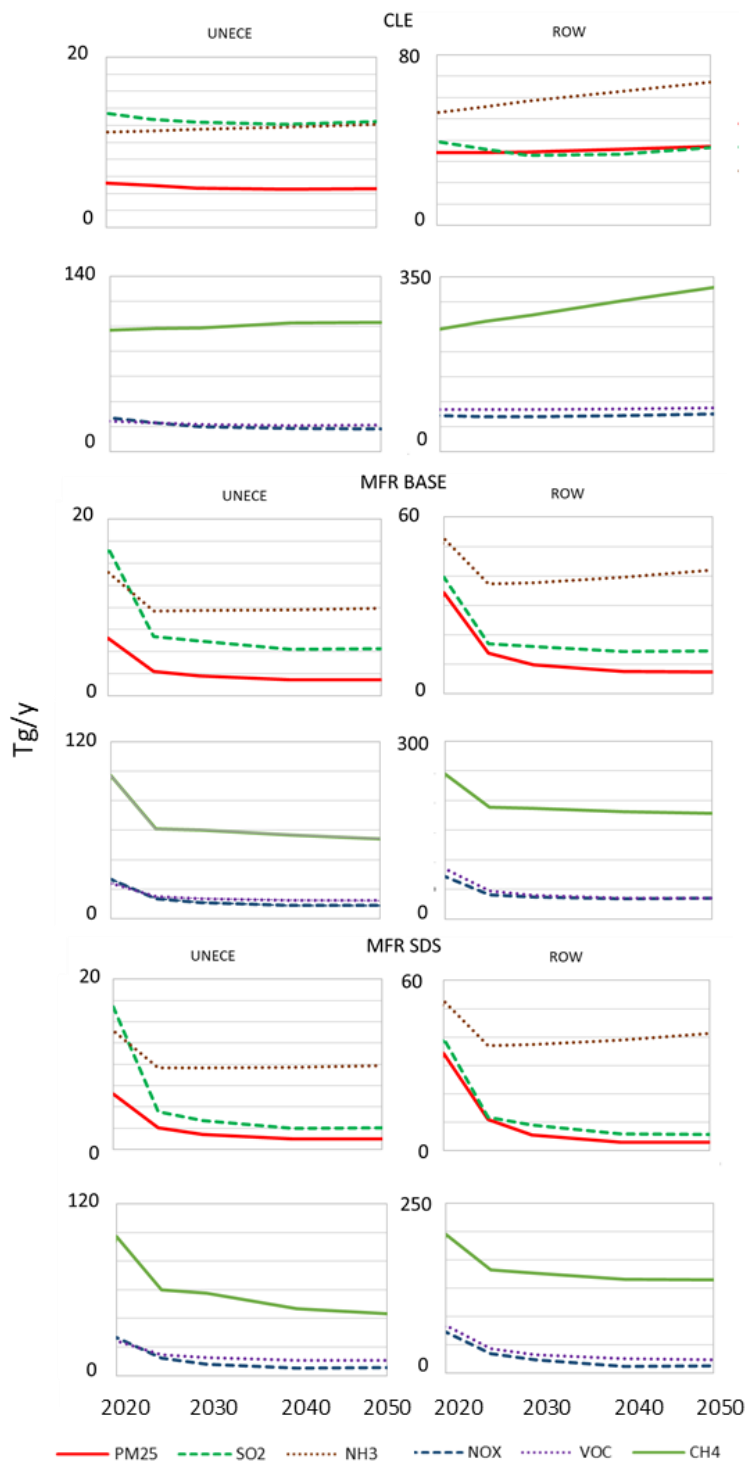 CLE
UNECE ROW
20 80
0 0
140 350
0 0
MFR BASE
UNECE ROW
20 60
0 0
Tg/y
120 300
0 0
MFR SDS
UNECE ROW
20 60
0 0
120 250
0 0
2020 2030 2040 2050 2020 2030 2040 2050
PM25 SO2 NH3 NOX VOC CH4